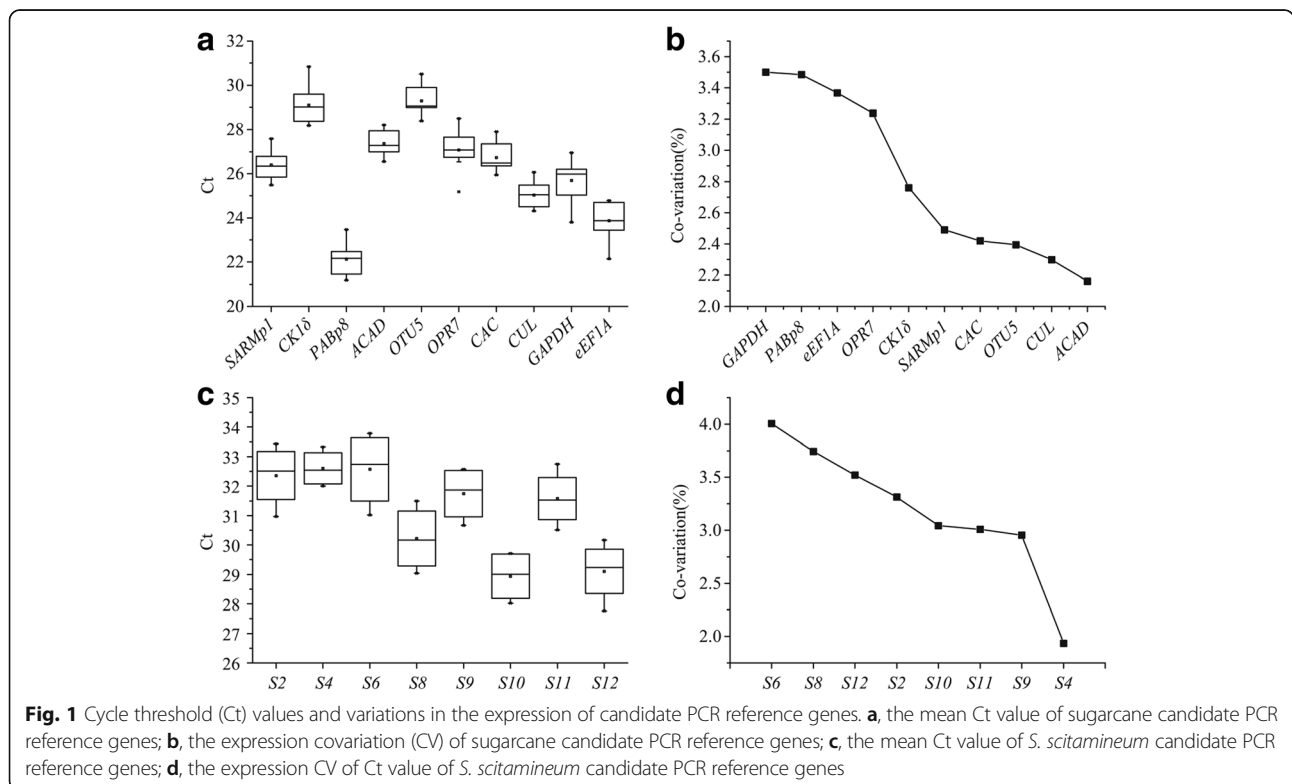 a
32
30
28
26
24
22
20
Ct
SARMp1 CK1δ PABp8 ACAD OTU5 OPR7 CAC CUL GAPDH eEF1A
b
3.6
3.4
3.2
3.0
2.8
2.6
2.4
2.2
2.0
Co-variation(%)
GAPDH PABp8 eEF1A OPR7 CK1δ SARMp1 CAC OTU5 CUL ACAD
c
35
34
33
32
31
30
29
28
27
26
Ct
S2 S4 S6 S8 S9 S10 S11 S12
d
4.0
3.5
3.0
2.5
2.0
Co-variation(%)
S6 S8 S12 S2 S10 S11 S9 S4
Fig. 1 Cycle threshold (Ct) values and variations in the expression of candidate PCR reference genes. a, the mean Ct value of sugarcane candidate PCR
reference genes; b, the expression covariation (CV) of sugarcane candidate PCR reference genes; c, the mean Ct value of S. scitamineum candidate PCR
reference genes; d, the expression CV of Ct value of S. scitamineum candidate PCR reference genes